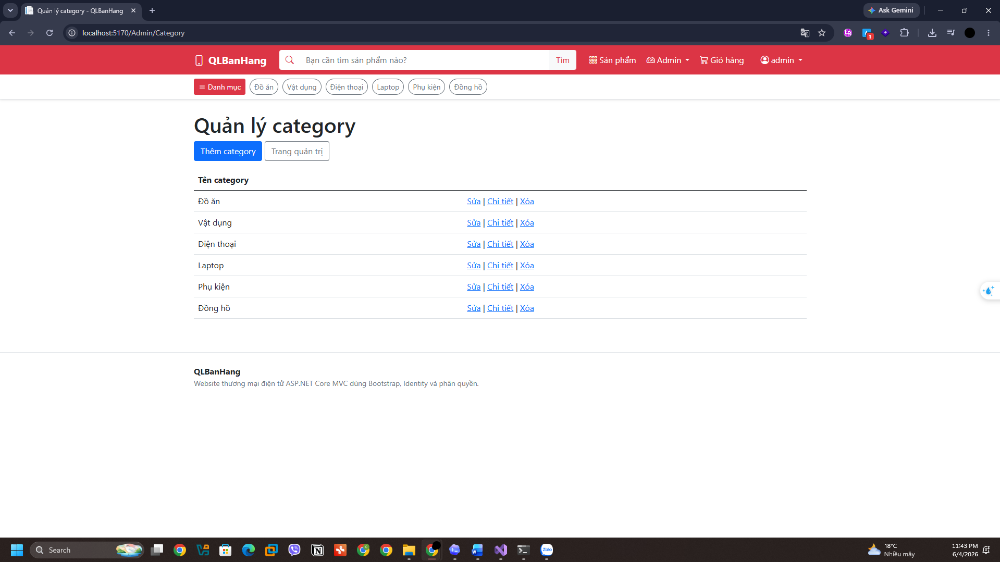 Quản lý category - QLBanHang
Ask Gemini
localhost:5170/Admin/Category
1
QLBanHang
Bạn cần tìm sản phẩm nào?
Tìm
Sản phẩm
Admin
Giỏ hàng
admin
Danh mục
Đồ ăn
Vật dụng
Điện thoại
Laptop
Phụ kiện
Đồng hồ
Quản lý category
Thêm category
Trang quản trị
Tên category
Đồ ăn Sửa | Chi tiết | Xóa
Vật dụng Sửa | Chi tiết | Xóa
Điện thoại Sửa | Chi tiết | Xóa
Laptop Sửa | Chi tiết | Xóa
Phụ kiện Sửa | Chi tiết | Xóa
Đồng hồ Sửa | Chi tiết | Xóa
QLBanHang
Website thương mại điện tử ASP.NET Core MVC dùng Bootstrap, Identity và phân quyền.
Search
Zalo
18°C
Nhiều mây
11:43 PM
6/4/2026